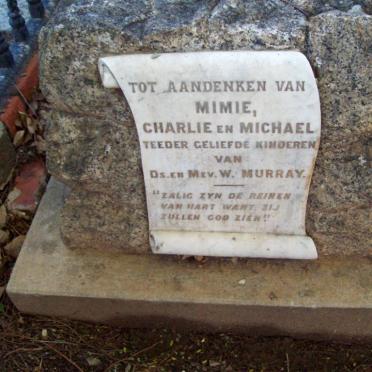 TOT AANDENKEN VAN
MIMIE,
CHARLIE EN MICHAEL
TEEDER GELIEFDE KINDEREN
VAN
DS. EN MEV. W. MURRAY.
"ZALIG ZYN DE REINEN
VAN HART WANT ZIJ
ZULLEN GOD ZIEN"